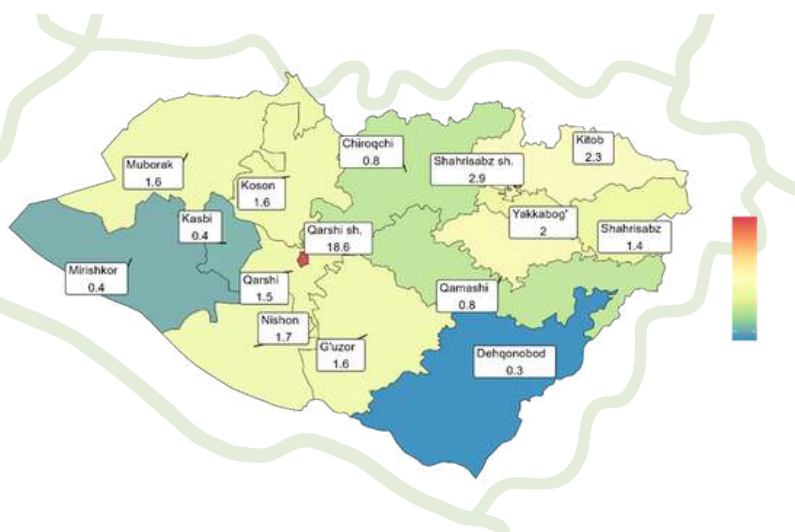 Chiroqchi
0.8
Kitob
2.3
Shahrisabz sh.
2.9
Muborak
1.6
Koson
1.6
Kasbi
0.4
Qarshi sh.
18.6
Yakkabog'
2
Shahrisabz
1.4
Mirishkor
0.4
Qarshi
1.5
Qamashi
0.8
Nishon
1.7
G'uzor
1.6
Dehqonobod
0.3